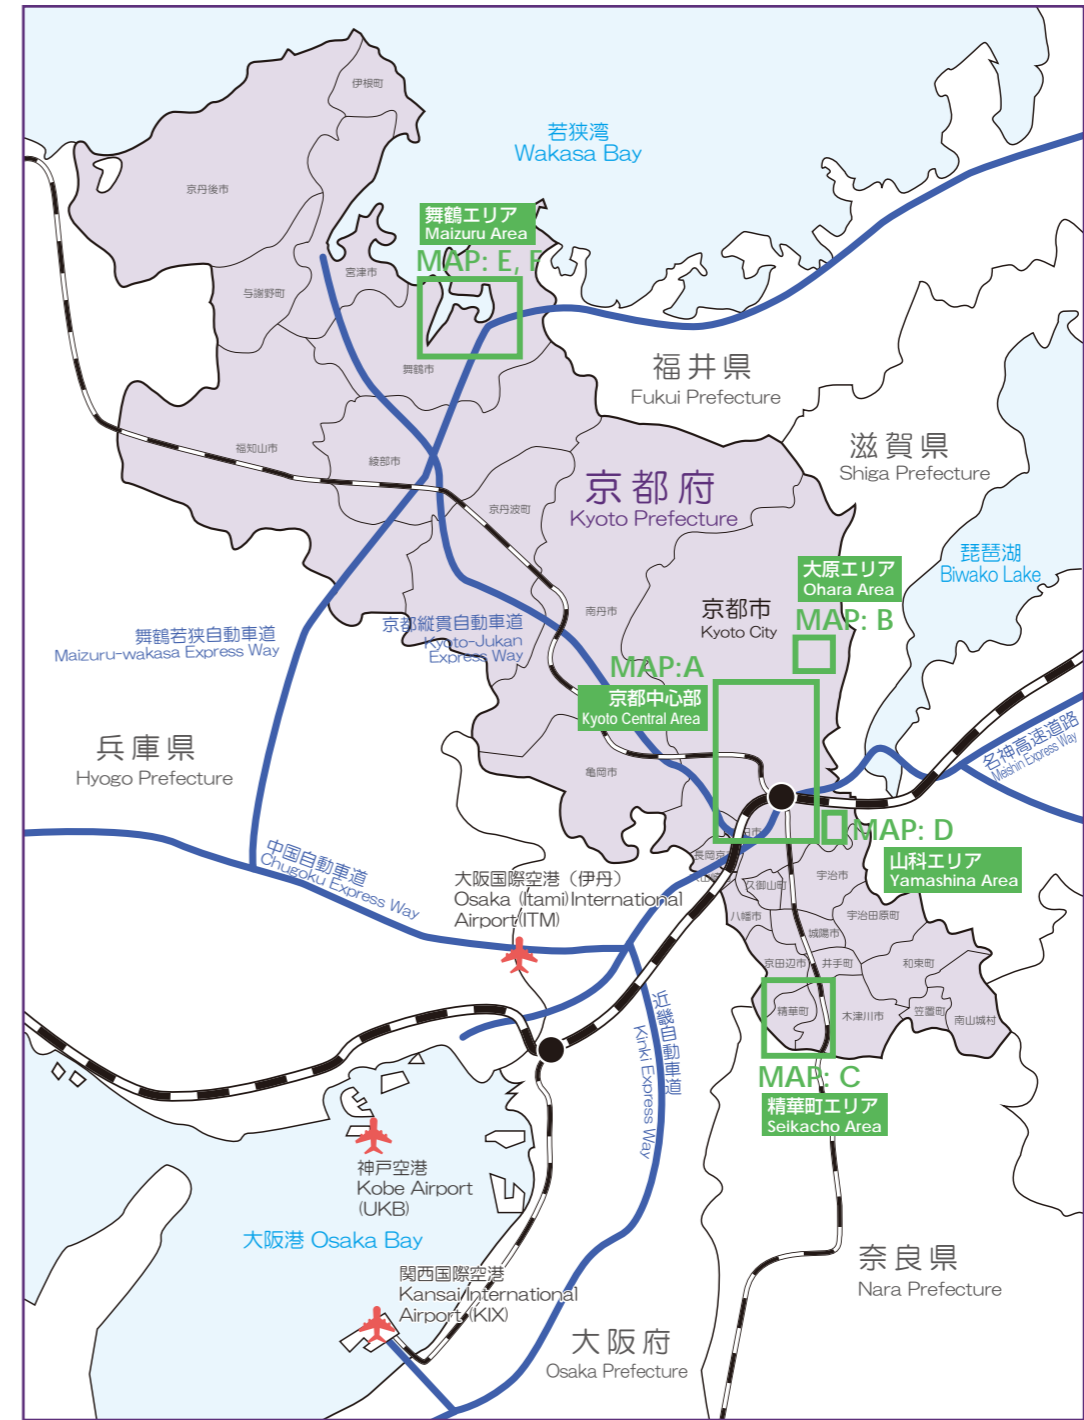 伊根町
若狭湾
Wakasa Bay
京丹後市
舞鶴エリア
Maizuru Area
MAP: E, F
宮津市
与謝野町
舞鶴市
福井県
Fukui Prefecture
滋賀県
Shiga Prefecture
福知山市
綾部市
京都府
Kyoto Prefecture
京丹波町
琵琶湖
Biwako Lake
大原エリア
Ohara Area
MAP: B
京都市
Kyoto City
南丹市
京都縦貫自動車道
Kyoto-Jukan
Express Way
舞鶴若狭自動車道
Maizuru-wakasa Express Way
MAP:A
京都中心部
Kyoto Central Area
名神高速道路
Meishin Express Way
兵庫県
Hyogo Prefecture
亀岡市
MAP: D
山科エリア
Yamashina Area
長岡京
中国自動車道
Chugoku Express Way
大阪国際空港（伊丹）
Osaka (Itami)International
Airport(ITM)
宇治市
久御山町
八幡市
宇治田原町
城陽市
京田辺市
井手町
和束町
精華町
木津川市
笠置町
南山城村
近畿自動車道
Kinki Express Way
MAP: C
精華町エリア
Seikacho Area
神戸空港
Kobe Airport
(UKB)
大阪港 Osaka Bay
関西国際空港
Kansai International
Airport (KIX)
奈良県
Nara Prefecture
大阪府
Osaka Prefecture